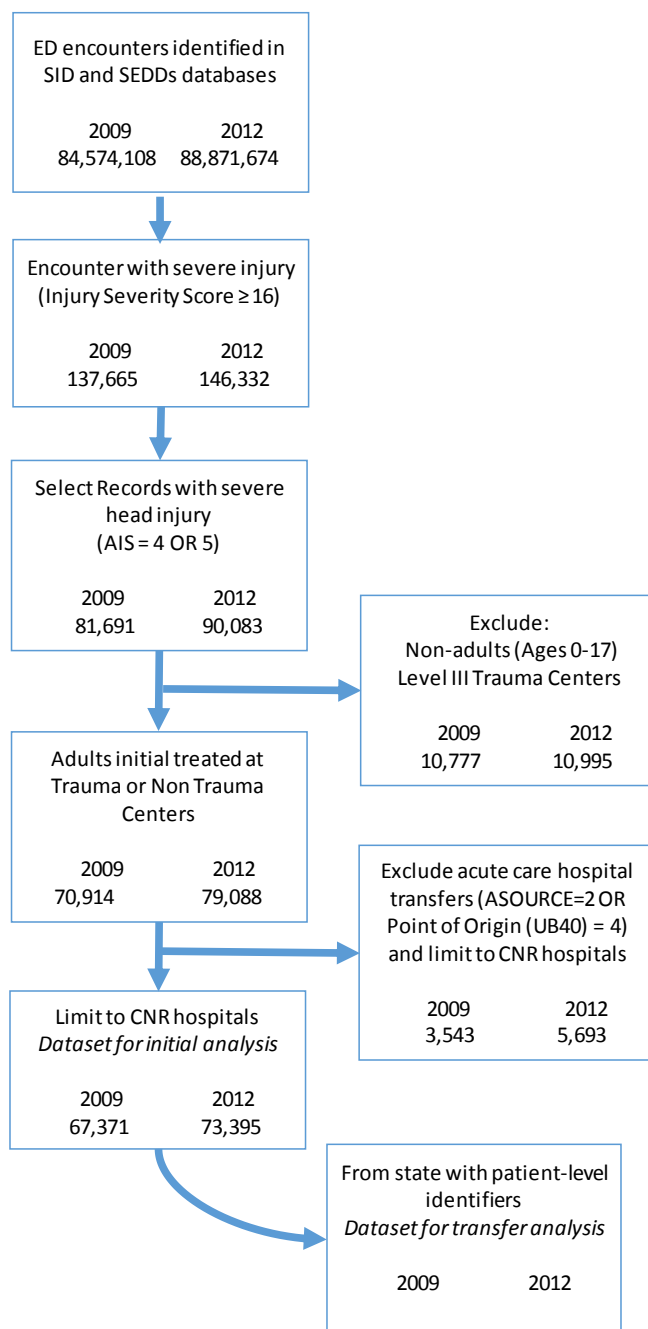 ED encounters identified in
SID and SEDDs databases
2009 2012
84,574,108 88,871,674
Encounter with severe injury
(Injury Severity Score ≥ 16)
2009 2012
137,665 146,332
Select Records with severe
head injury
(AIS = 4 OR 5)
2009 2012
81,691 90,083
Exclude:
Non-adults (Ages 0-17)
Level III Trauma Centers
2009 2012
10,777 10,995
Adults initial treated at
Trauma or Non Trauma
Centers
2009 2012
70,914 79,088
Exclude acute care hospital
transfers (ASOURCE=2 OR
Point of Origin (UB40) = 4)
and limit to CNR hospitals
2009 2012
3,543 5,693
Limit to CNR hospitals
Dataset for initial analysis
2009 2012
67,371 73,395
From state with patient-level
identifiers
Dataset for transfer analysis
2009 2012